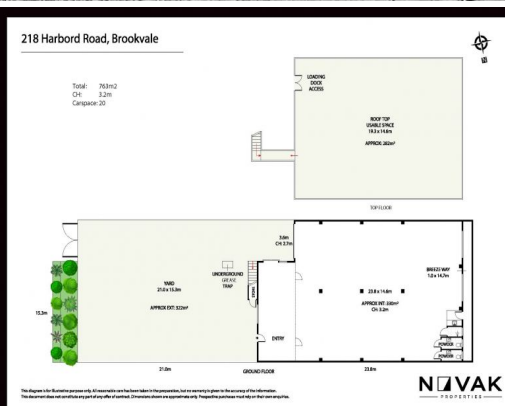 218 Harbord Road, Brookvale
Total: 763m2
CH: 3.2m
Carspace: 20
LOADING
DOCK
ACCESS
ROOF TOP
USABLE SPACE
19.3 x 14.6m
APPROX. 282m²
TOP FLOOR
3.6m
CH: 2.7m
UNDERGROUND
GREASE
TRAP
STORE
YARD
21.0 x 15.3m
APPROX EXT: 322m²
15.3m
ENTRY
23.8 x 14.6m
APPROX INT: 330m²
CH: 3.2m
BREEZE WAY
1.0 x 14.7m
POWDER
POWDER
21.0m
GROUND FLOOR
23.8m
This diagram is for illustrative purpose only. All reasonable care has been taken in the preparation, but no warranty is given to the accuracy of the information.
This document does not constitute any part of any offer of contract. Dimensions shown are approximate only. Prospective purchasers must rely on their own enquiries.
NOVAK
PROPERTIES